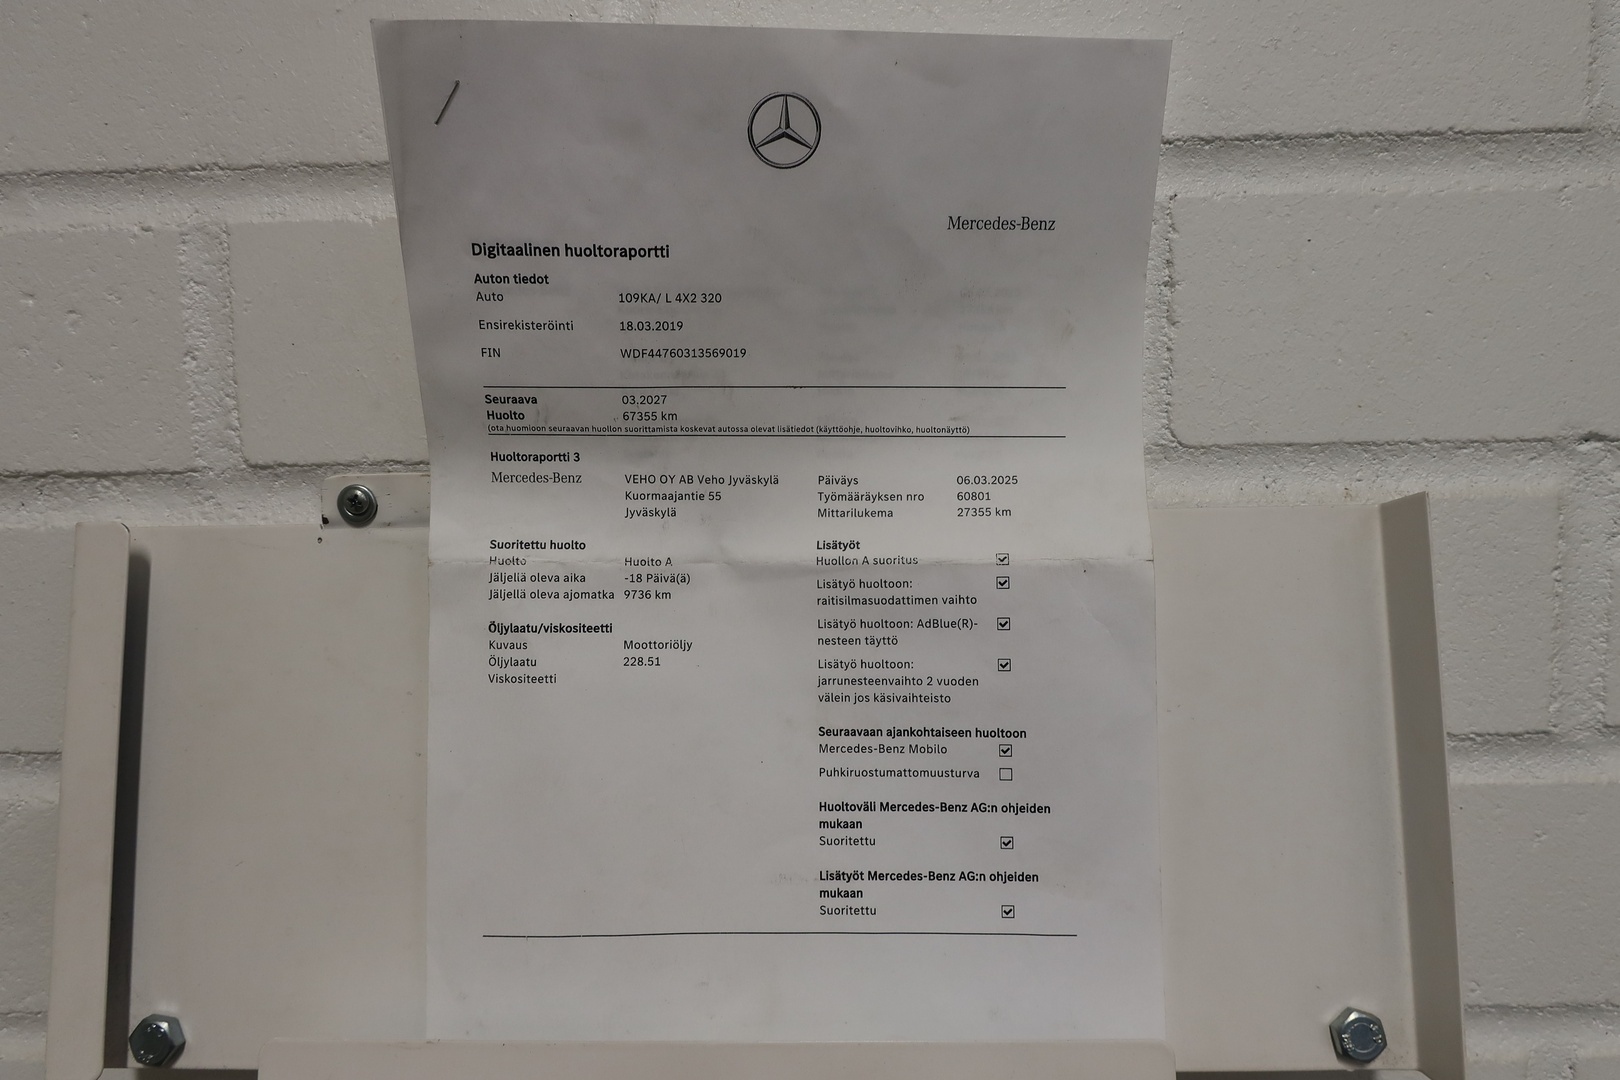 Mercedes-Benz
Digitaalinen huoltoraportti
Auton tiedot
Auto 109KA/ L 4X2 320
Ensirekisteröinti 18.03.2019
FIN WDF44760313569019
Seuraava 03.2027
Huolto 67355 km
(ota huomioon seuraavan huollon suorittamista koskevat autossa olevat lisätiedot (käyttöohje, huoltovihko, huoltonäyttö)
Huoltoraportti 3
Mercedes-Benz VEHO OY AB Veho Jyväskylä
Kuormaajantie 55
Jyväskylä
Päiväys 06.03.2025
Työmääräyksen nro 60801
Mittarilukema 27355 km
Suoritettu huolto
Huolto Huolto A
Jäljellä oleva aika -18 Päivä(ä)
Jäljellä oleva ajomatka 9736 km
Öljylaatu/viskositeetti
Kuvaus Moottoriöljy
Öljylaatu 228.51
Viskositeetti
Lisätyöt
Huollon A suoritus
Lisätyö huoltoon:
raitisilmasuodattimen vaihto
Lisätyö huoltoon: AdBlue(R)-
nesteen täyttö
Lisätyö huoltoon:
jarrunesteenvaihto 2 vuoden
välein jos käsivaihteisto
Seuraavaan ajankohtaiseen huoltoon
Mercedes-Benz Mobilo
Puhkiruostumattomuusturva
Huoltoväli Mercedes-Benz AG:n ohjeiden
mukaan
Suoritettu
Lisätyöt Mercedes-Benz AG:n ohjeiden
mukaan
Suoritettu